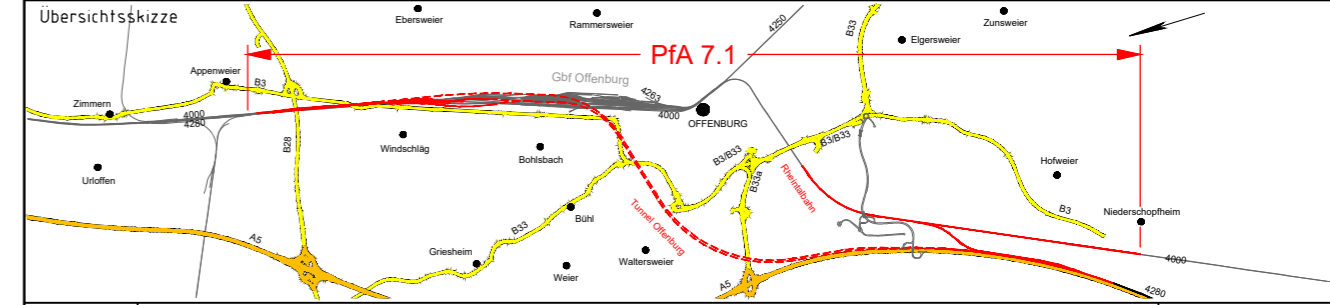 Übersichtsskizze
Ebersweier
Rammersweier
4250
B33
Zunsweier
Elgersweier
PfA 7.1
Appenweier
B3
Gbf Offenburg
4263
Zimmern
4000
4280
4000
OFFENBURG
B28
Windschläg
Bohlsbach
B3/B33
B3/B33
Urloffen
B33a
Rheintalbahn
Hofweier
Tunnel Offenburg
B3
Niederschopfheim
Bühl
B33
A5
Griesheim
Weier
Waltersweier
4000
A5
4280